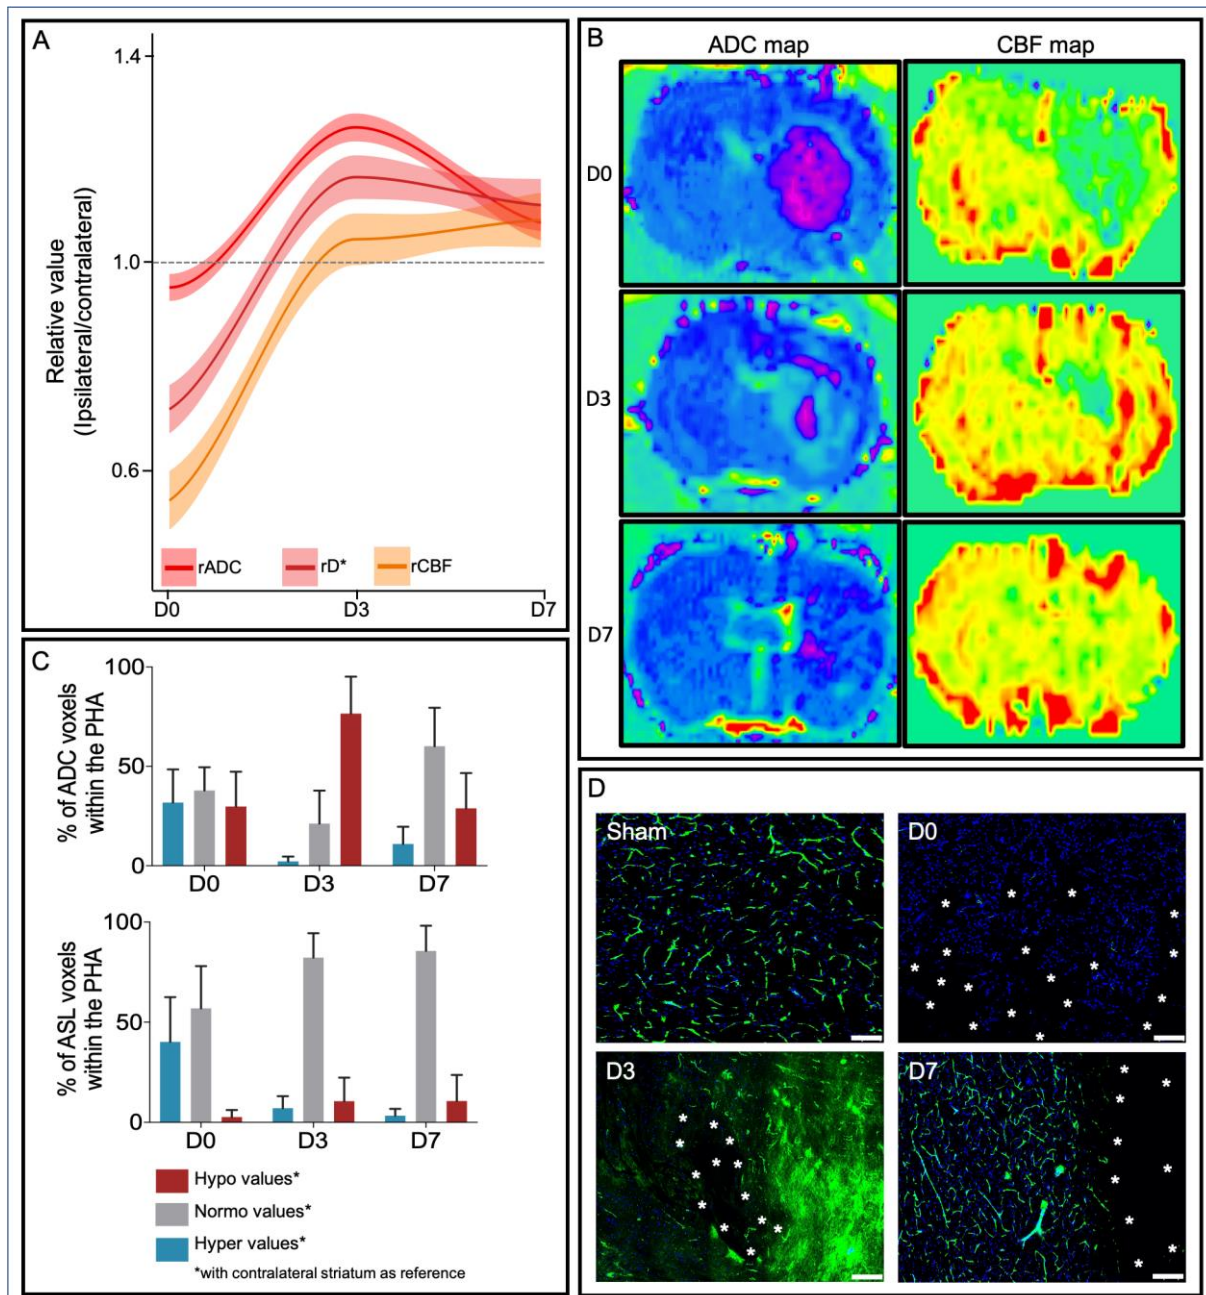 A
1.4
1.0
0.6
Relative value
(Ipsilateral/contralateral)
rADC
rD*
rCBF
D0
D3
D7
B
ADC map
CBF map
D0
D3
D7
C
100
50
0
% of ADC voxels
within the PHA
D0
D3
D7
100
50
0
% of ASL voxels
within the PHA
D0
D3
D7
Hypo values*
Normo values*
Hyper values*
*with contralateral striatum as reference
D
Sham
D0
D3
D7